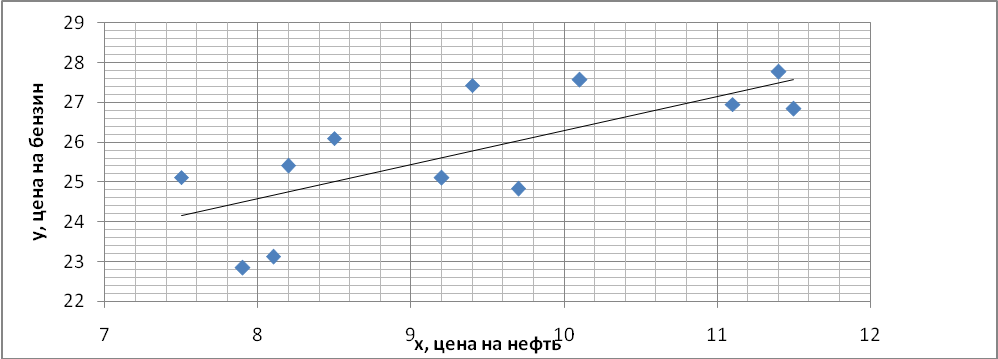 29
28
27
26
25
24
23
22
у, цена на бензин
7 8 9 10 11 12
х, цена на нефть